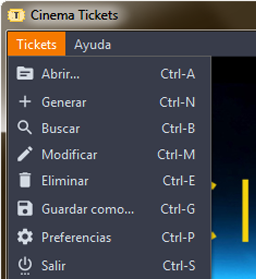 T Cinema Tickets
Tickets Ayuda
Abrir... Ctrl-A
Generar Ctrl-N
Buscar Ctrl-B
Modificar Ctrl-M
Eliminar Ctrl-E
Guardar como... Ctrl-G
Preferencias Ctrl-P
Salir Ctrl-S